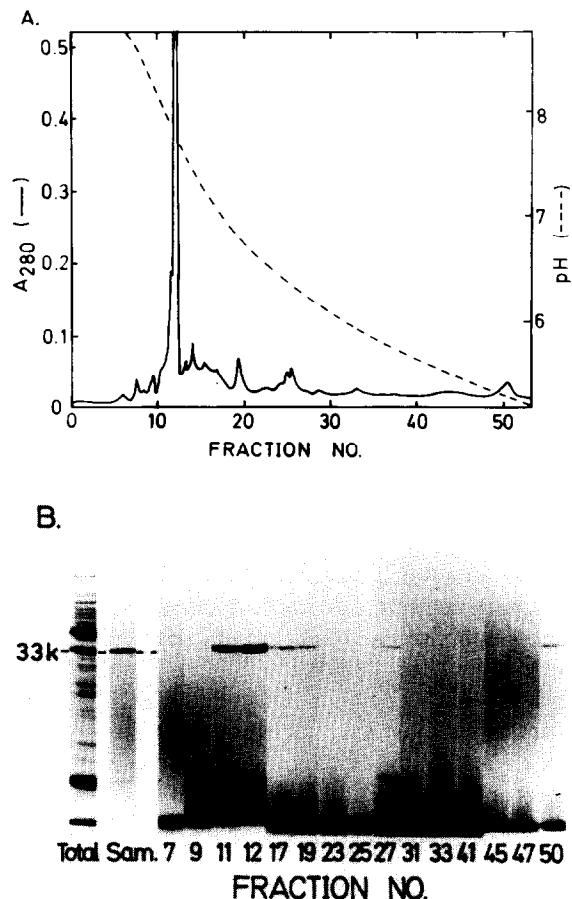 A.
0.5
0.4
0.3
0.2
0.1
0
A280 (——)
8
7
6
pH (----)
0 10 20 30 40 50
FRACTION NO.
B.
33k
Total Sam. 7 9 11 12 17 19 23 25 27 31 33 41 45 47 50
FRACTION NO.